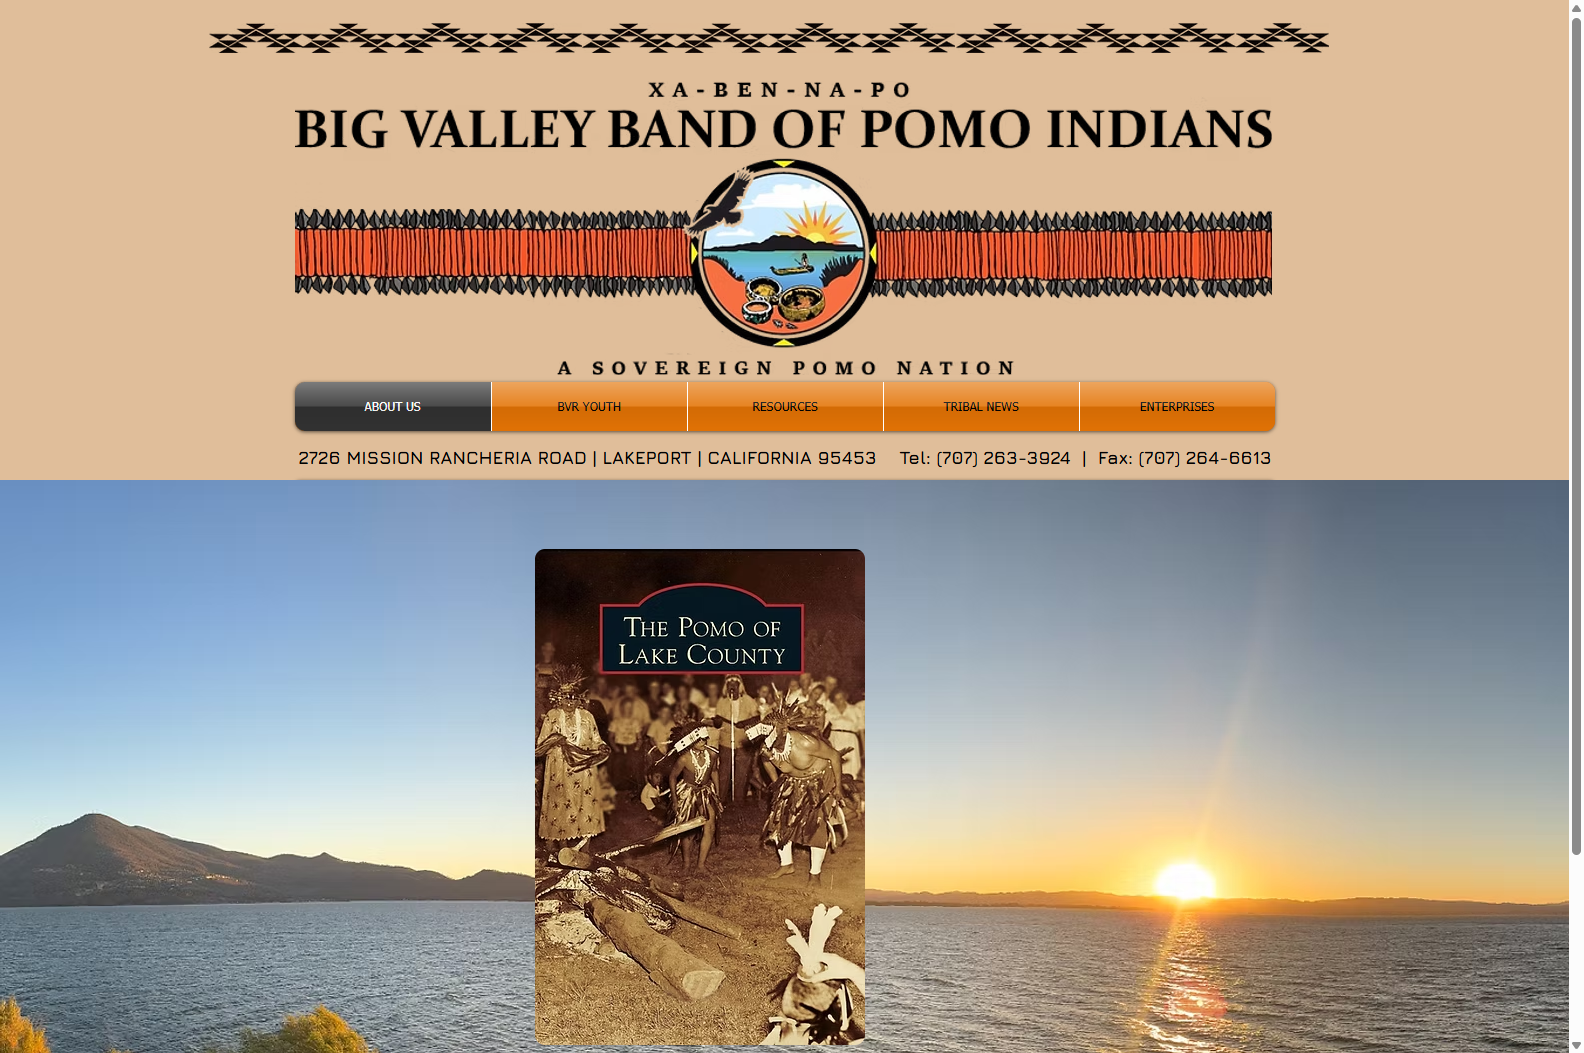 XA-BEN-NA-PO
BIG VALLEY BAND OF POMO INDIANS
A SOVEREIGN POMO NATION
ABOUT US
BVR YOUTH
RESOURCES
TRIBAL NEWS
ENTERPRISES
2726 MISSION RANCHERIA ROAD | LAKEPORT | CALIFORNIA 95453 Tel: (707) 263-3924 | Fax: (707) 264-6613
THE POMO OF
LAKE COUNTY